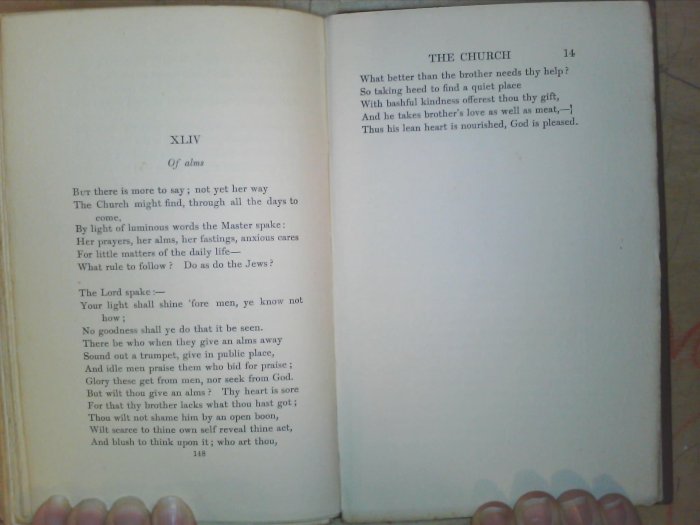 XLIV
Of alms
BUT there is more to say; not yet her way
The Church might find, through all the days to
come,
By light of luminous words the Master spake:
Her prayers, her alms, her fastings, anxious cares
For little matters of the daily life—
What rule to follow? Do as do the Jews?
The Lord spake:—
Your light shall shine 'fore men, ye know not
how;
No goodness shall ye do that it be seen.
There be who when they give an alms away
Sound out a trumpet, give in public place,
And idle men praise them who bid for praise;
Glory these get from men, nor seek from God.
But wilt thou give an alms? Thy heart is sore
For that thy brother lacks what thou hast got;
Thou wilt not shame him by an open boon,
Wilt scarce to thine own self reveal thine act,
And blush to think upon it; who art thou,
148
THE CHURCH 14
What better than the brother needs thy help?
So taking heed to find a quiet place
With bashful kindness offerest thou thy gift,
And he takes brother's love as well as meat,—
Thus his lean heart is nourished, God is pleased.